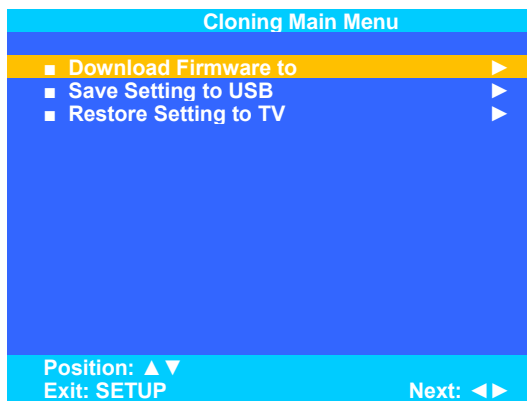 Cloning Main Menu
■ Download Firmware to ►
■ Save Setting to USB ►
■ Restore Setting to TV ►
Position: ▲▼
Exit: SETUP Next: ◄►